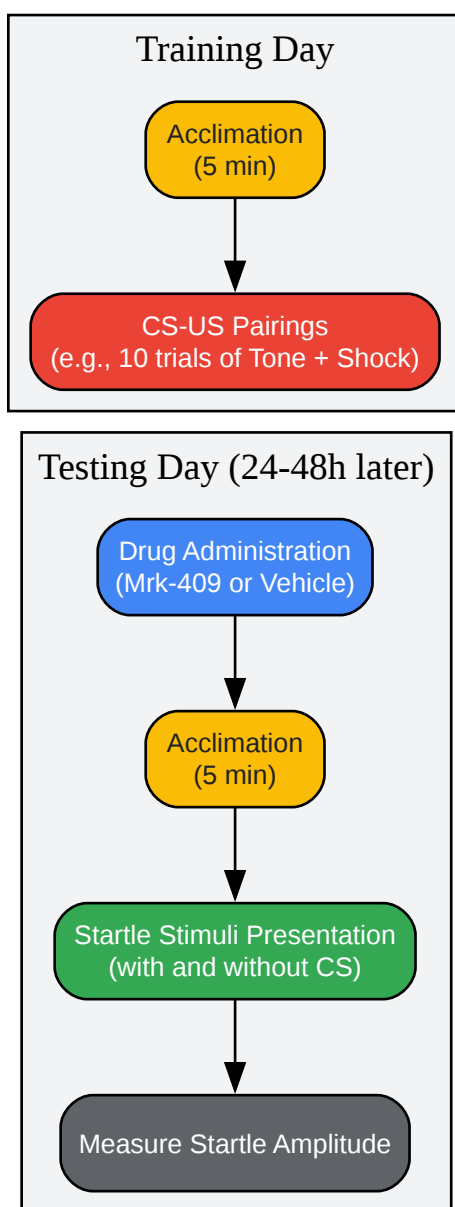 Training Day
Acclimation
(5 min)
CS-US Pairings
(e.g., 10 trials of Tone + Shock)
Testing Day (24-48h later)
Drug Administration
(Mrk-409 or Vehicle)
Acclimation
(5 min)
Startle Stimuli Presentation
(with and without CS)
Measure Startle Amplitude